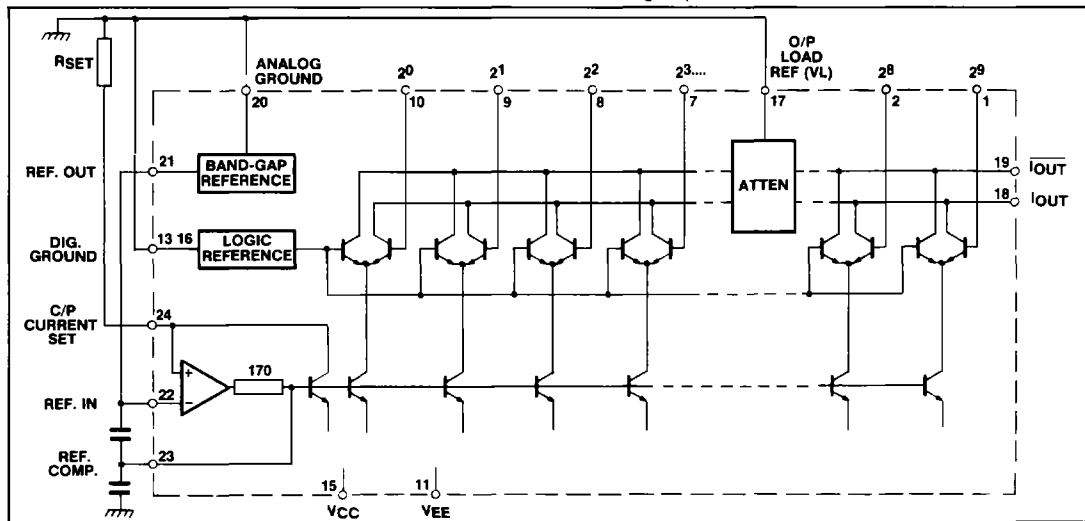 RSET
ANALOG
GROUND
20
2⁰
10
2¹
9
2²
8
2³....
7
O/P
LOAD
REF (VL)
17
2⁸
2
2⁹
1
REF. OUT
21
BAND-GAP
REFERENCE
ATTEN
19
I̅O̅U̅T̅
18
IOUT
DIG.
GROUND
13 16
LOGIC
REFERENCE
C/P
CURRENT
SET
24
+
−
170
REF. IN
22
REF.
COMP.
23
15
VCC
11
VEE